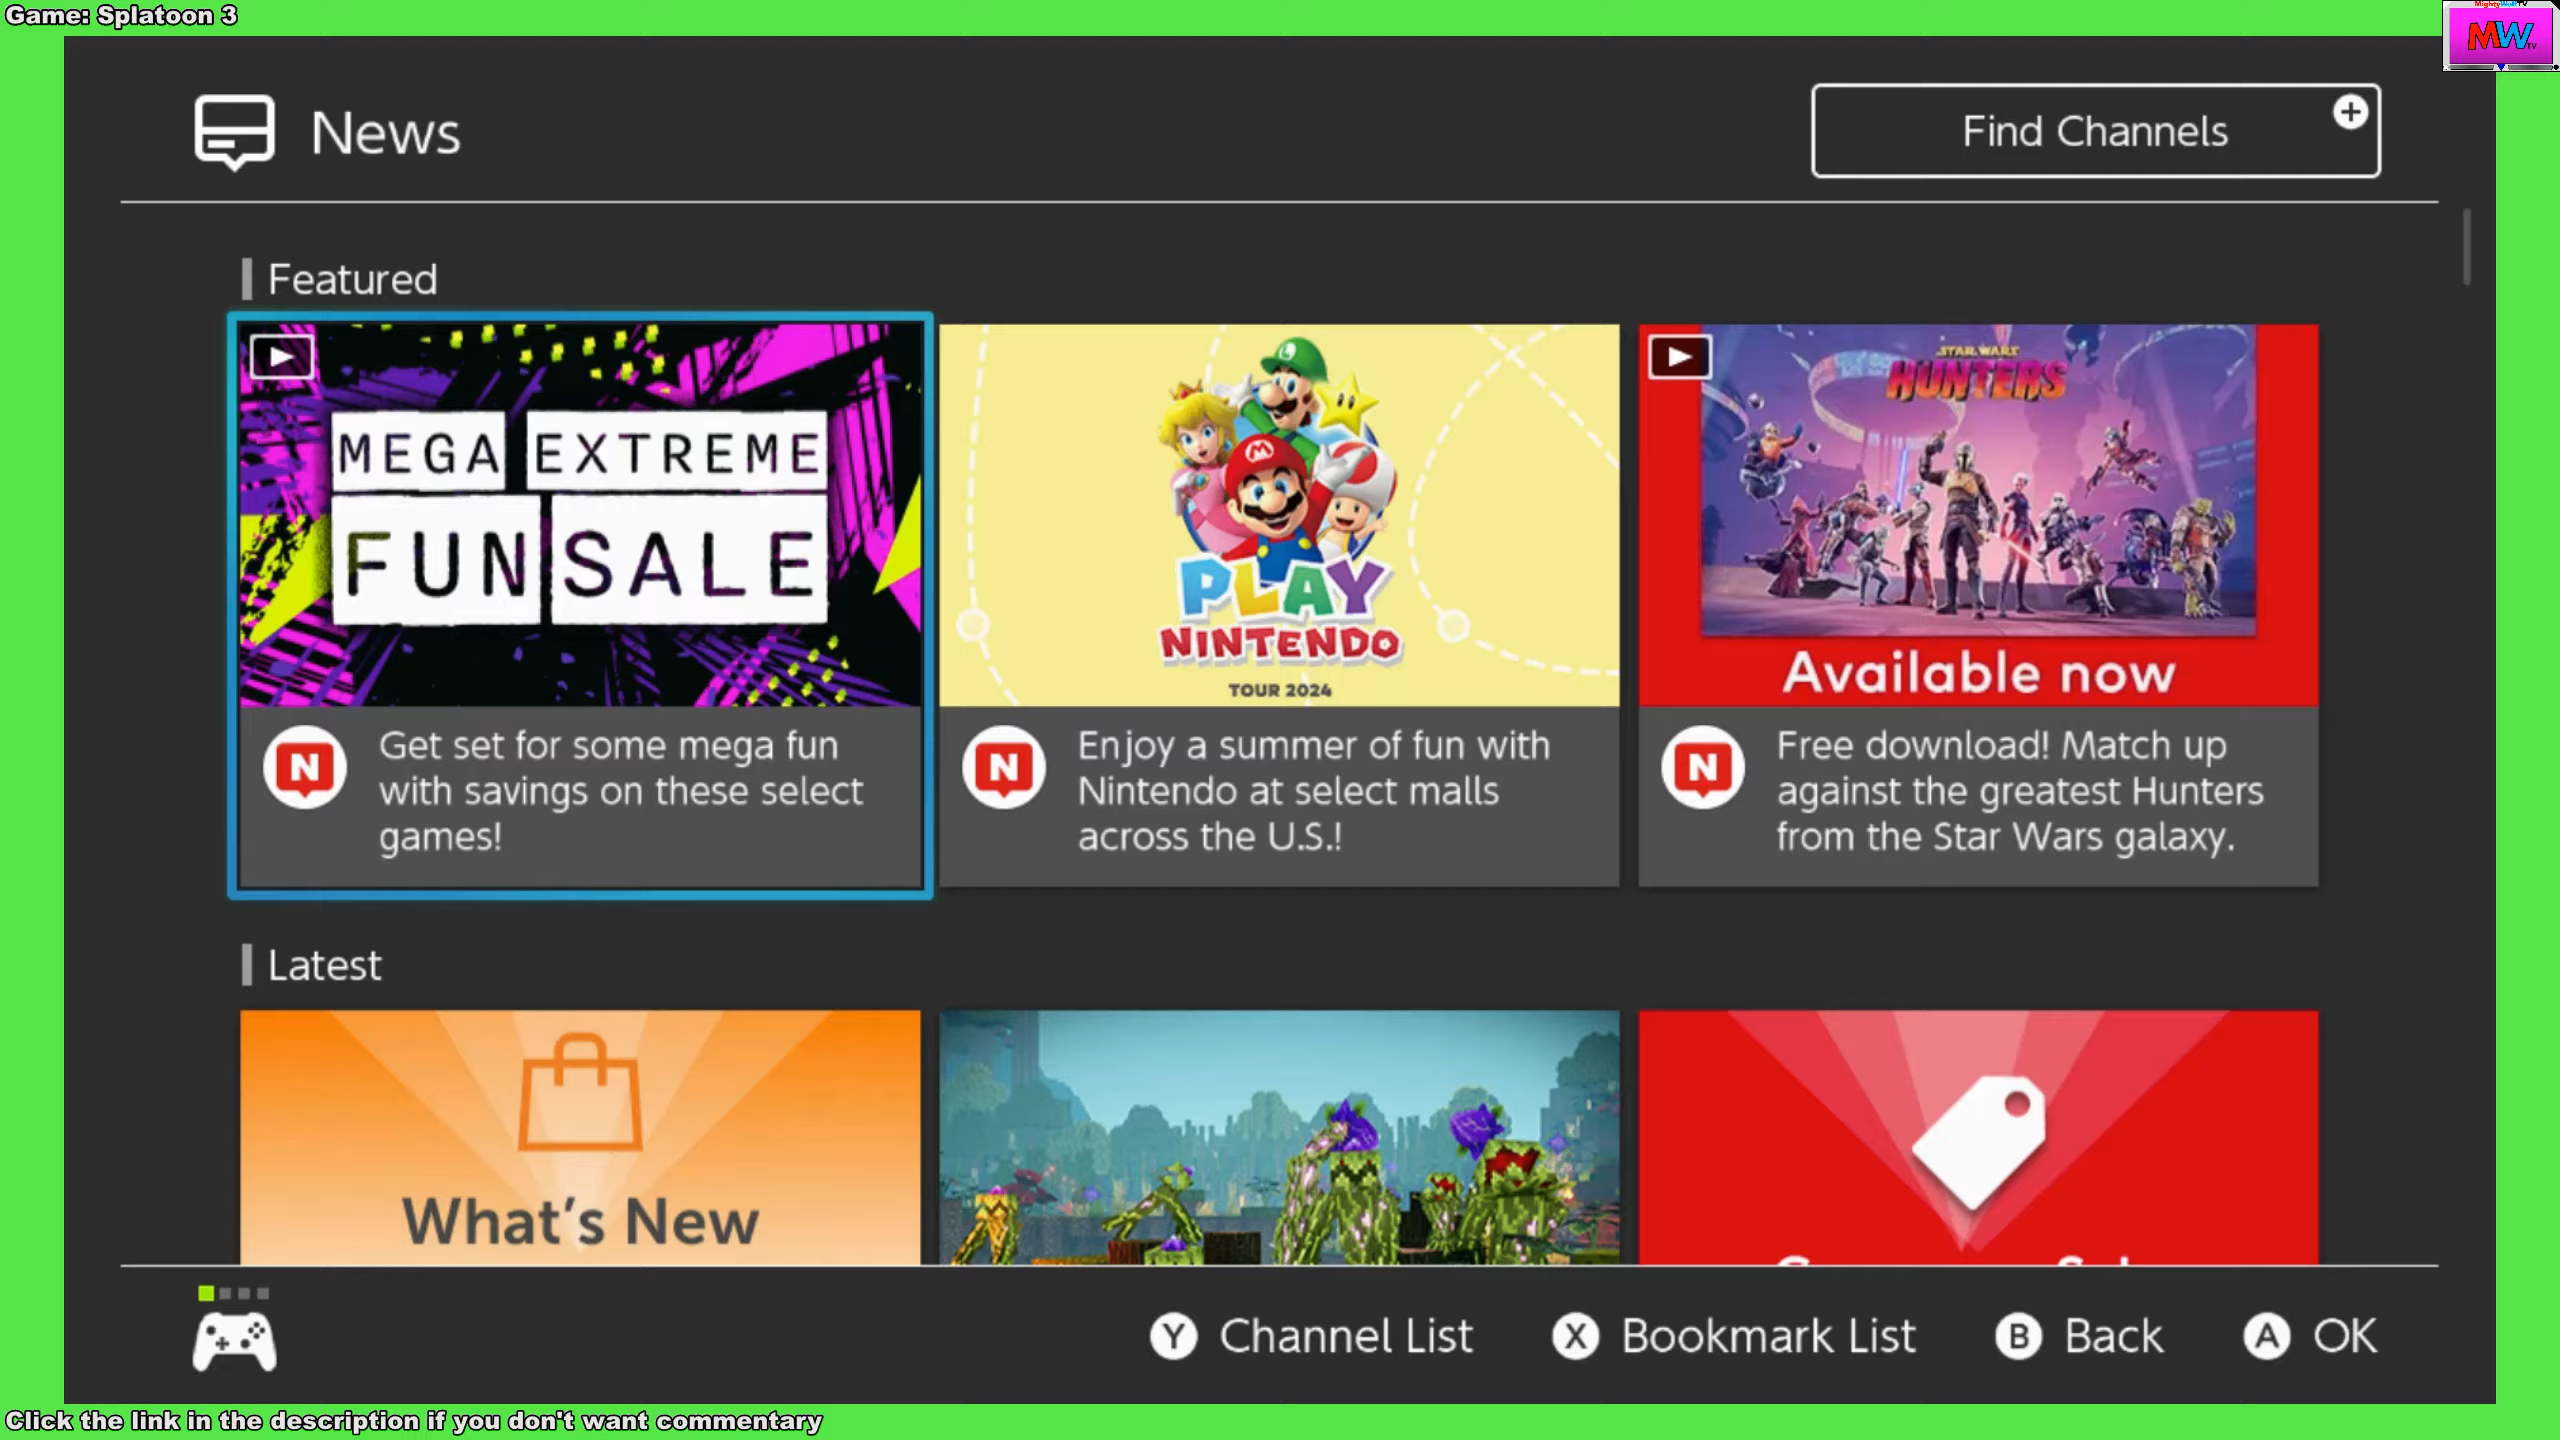 Game: Splatoon 3
MightyWolfTV
MW TV
News
Find Channels
Featured
MEGA EXTREME
FUN SALE
Get set for some mega fun
with savings on these select
games!
PLAY
NINTENDO
TOUR 2024
Enjoy a summer of fun with
Nintendo at select malls
across the U.S.!
STAR WARS
HUNTERS
Available now
Free download! Match up
against the greatest Hunters
from the Star Wars galaxy.
Latest
What's New
Y Channel List X Bookmark List B Back A OK
Click the link in the description if you don't want commentary